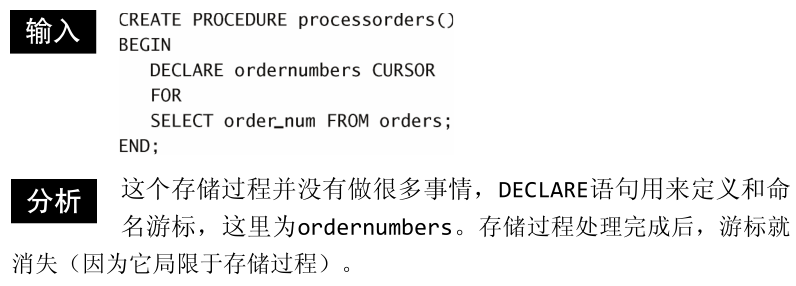 输入
CREATE PROCEDURE processorders()
BEGIN
DECLARE ordernumbers CURSOR
FOR
SELECT order_num FROM orders;
END;
分析
这个存储过程并没有做很多事情，DECLARE语句用来定义和命
名游标，这里为ordernumbers。存储过程处理完成后，游标就
消失（因为它局限于存储过程）。